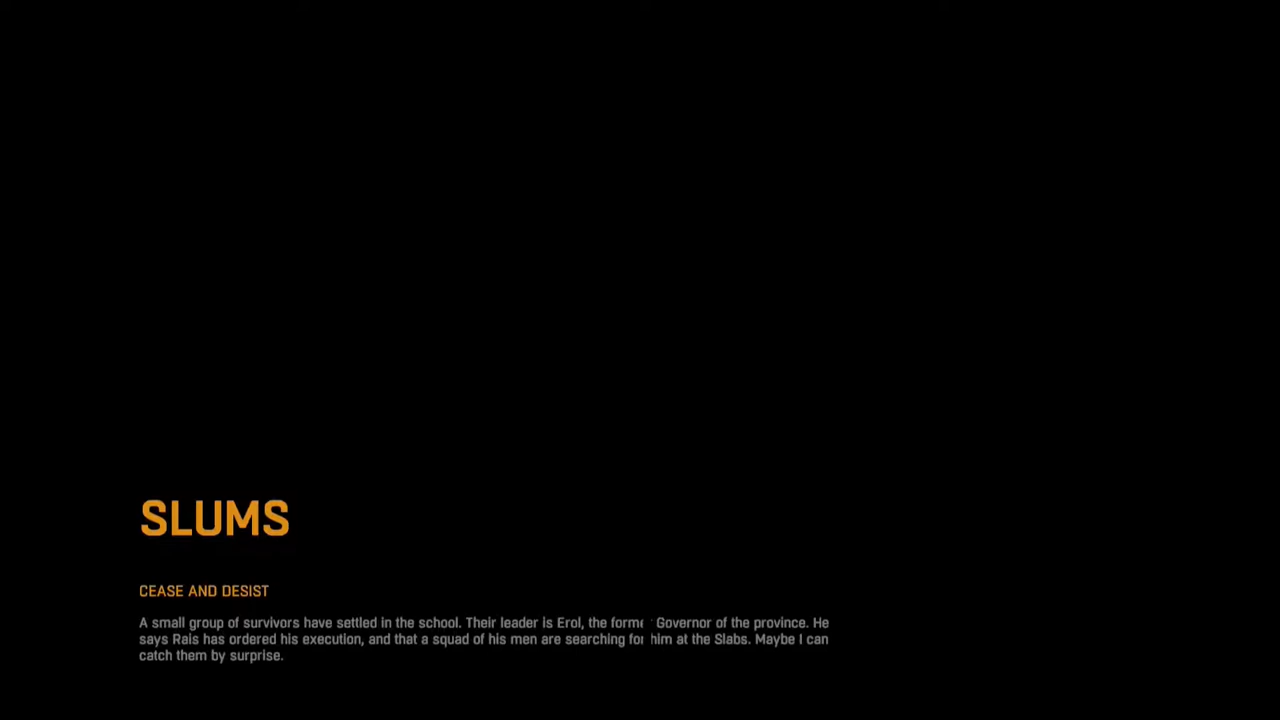 SLUMS
CEASE AND DESIST
A small group of survivors have settled in the school. Their leader is Erol, the former Governor of the province. He
says Rais has ordered his execution, and that a squad of his men are searching for him at the Slabs. Maybe I can
catch them by surprise.